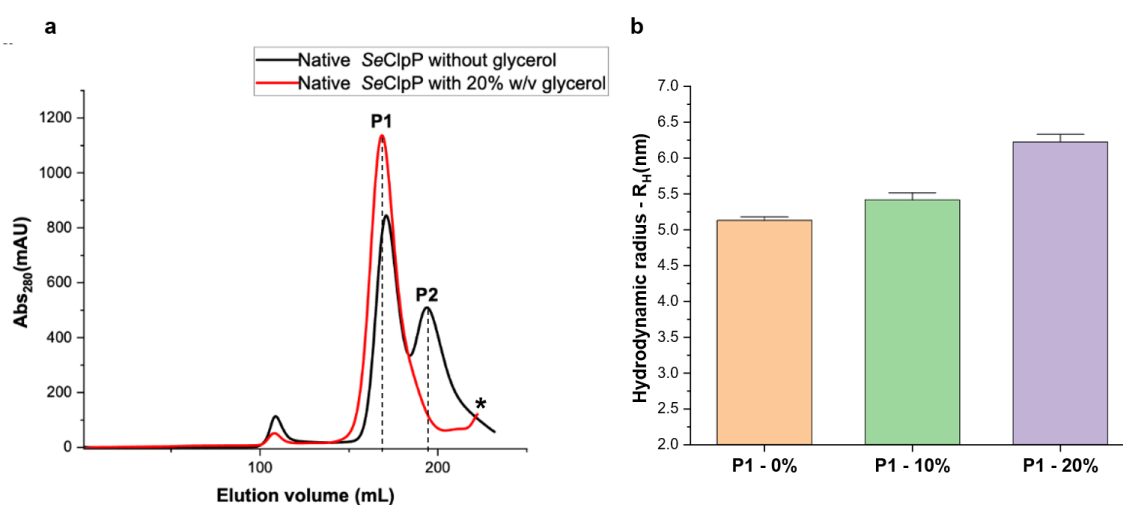 a
--
Native SeClpP without glycerol
Native SeClpP with 20% w/v glycerol
1200
1000
800
600
400
200
0
Abs280(mAU)
P1
P2
*
100
200
Elution volume (mL)
b
7.0
6.5
6.0
5.5
5.0
4.5
4.0
3.5
3.0
2.5
2.0
Hydrodynamic radius - RH(nm)
P1 - 0%
P1 - 10%
P1 - 20%